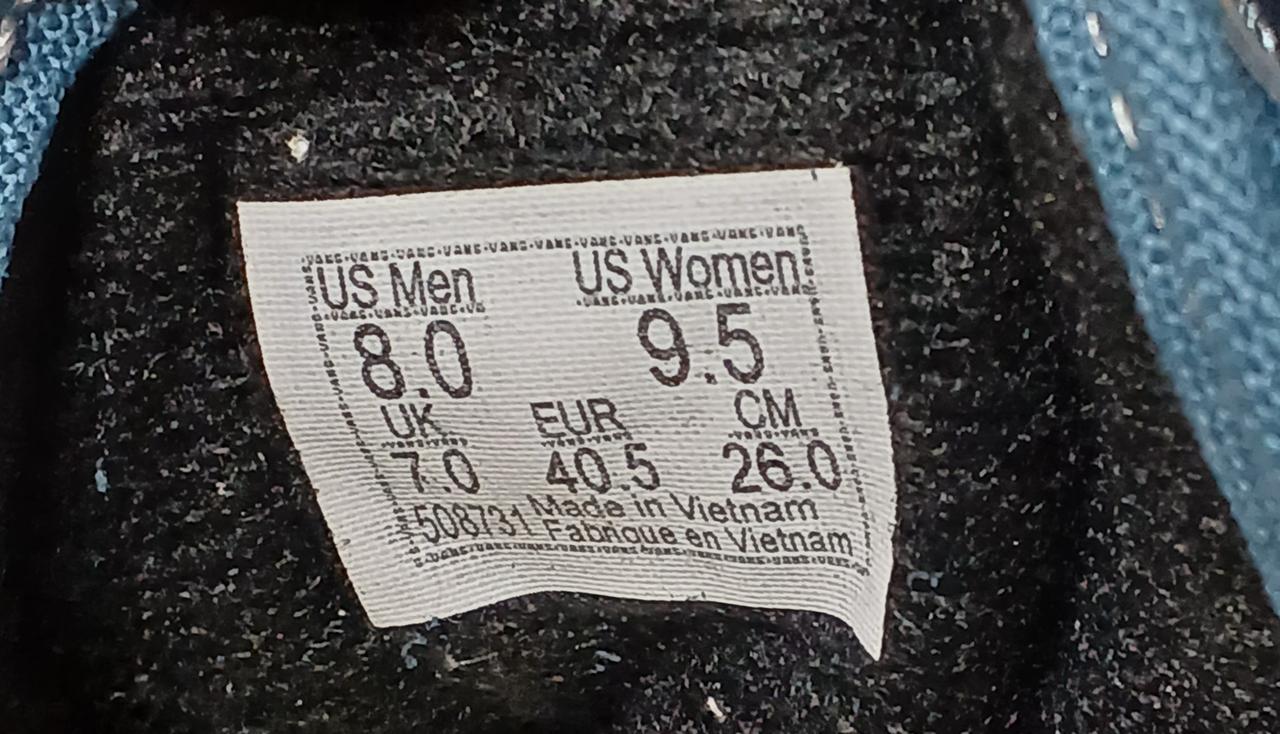 US Men US Women
8.0 9.5
UK EUR CM
7.0 40.5 26.0
508731 Made in Vietnam
Fabrique en Vietnam